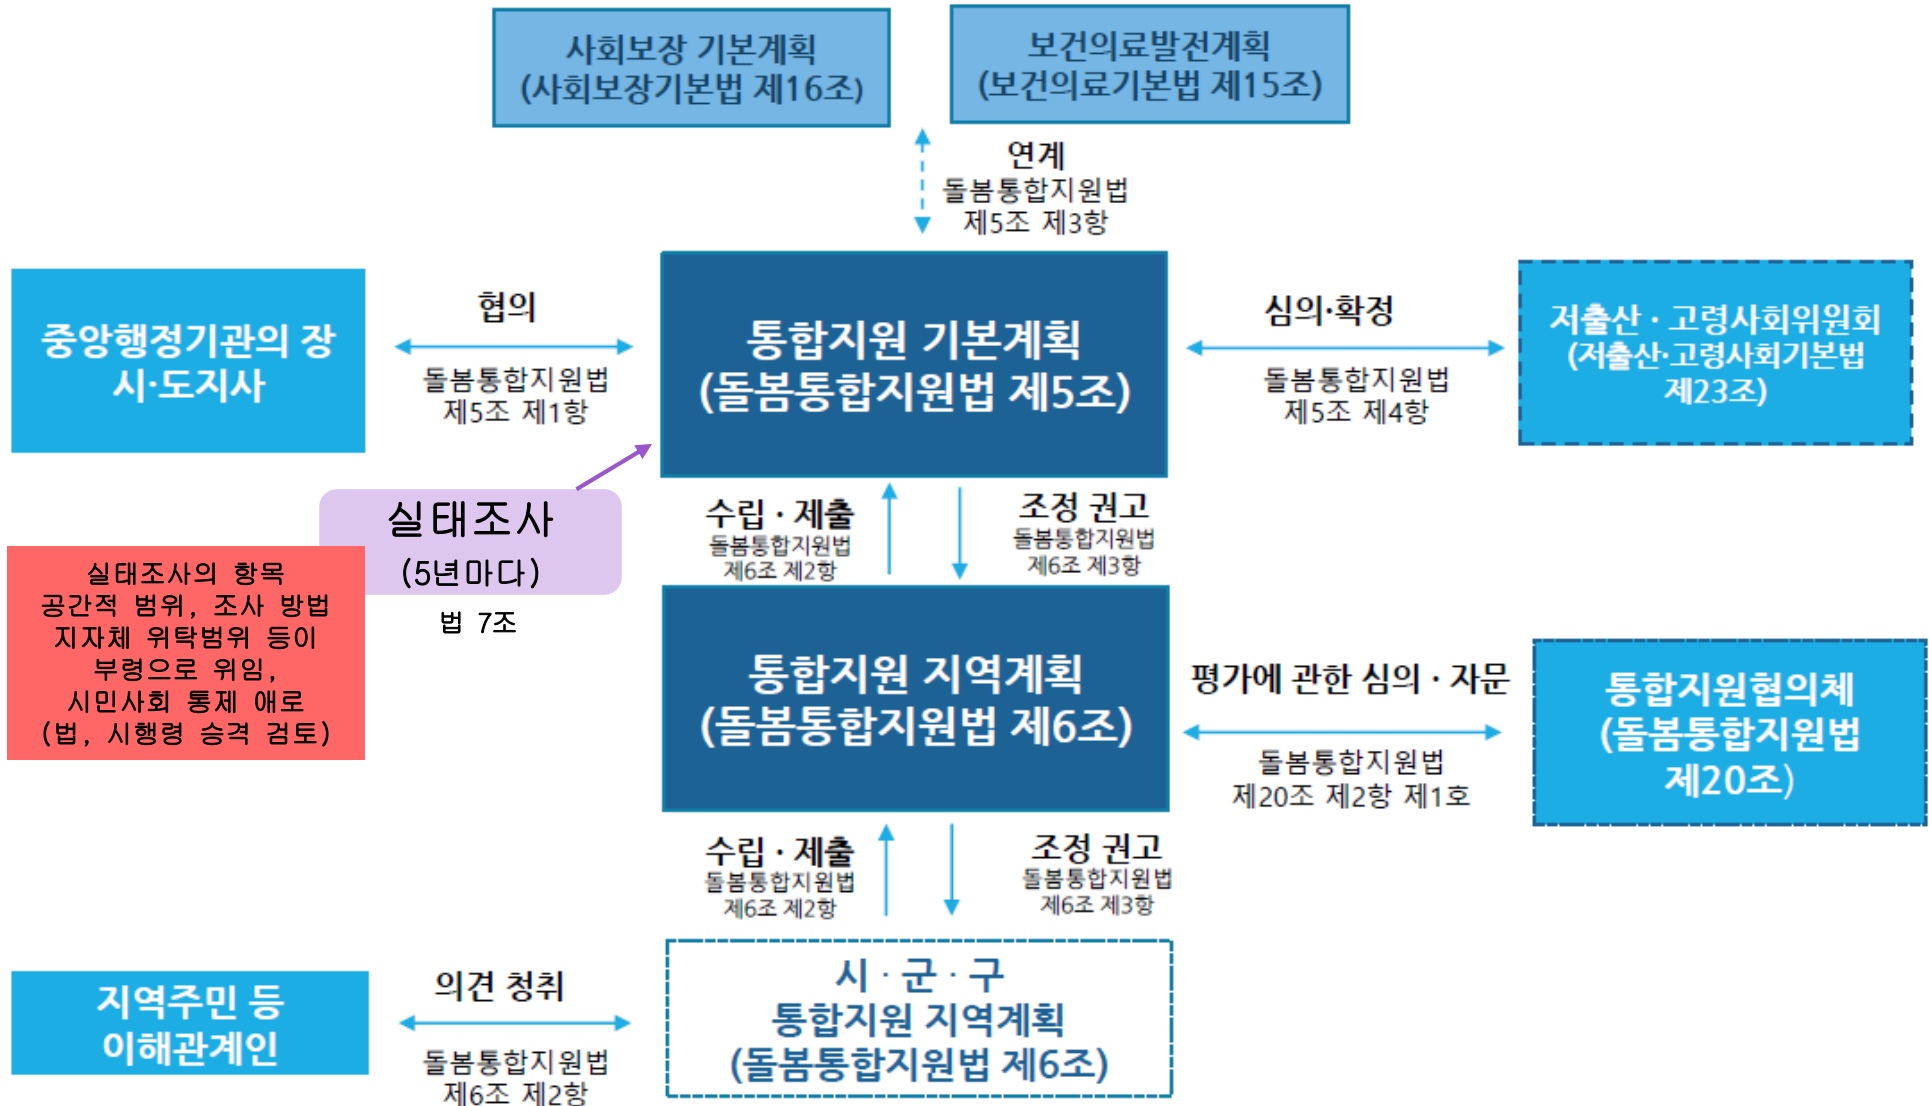 사회보장 기본계획
(사회보장기본법 제16조)
보건의료발전계획
(보건의료기본법 제15조)
연계
돌봄통합지원법
제5조 제3항
중앙행정기관의 장
시·도지사
협의
돌봄통합지원법
제5조 제1항
통합지원 기본계획
(돌봄통합지원법 제5조)
심의·확정
돌봄통합지원법
제5조 제4항
저출산 · 고령사회위원회
(저출산·고령사회기본법
제23조)
실태조사
(5년마다)
법 7조
실태조사의 항목
공간적 범위, 조사 방법
지자체 위탁범위 등이
부령으로 위임,
시민사회 통제 애로
(법, 시행령 승격 검토)
수립 · 제출
돌봄통합지원법
제6조 제2항
조정 권고
돌봄통합지원법
제6조 제3항
통합지원 지역계획
(돌봄통합지원법 제6조)
평가에 관한 심의 · 자문
돌봄통합지원법
제20조 제2항 제1호
통합지원협의체
(돌봄통합지원법
제20조)
수립 · 제출
돌봄통합지원법
제6조 제2항
조정 권고
돌봄통합지원법
제6조 제3항
지역주민 등
이해관계인
의견 청취
돌봄통합지원법
제6조 제2항
시 · 군 · 구
통합지원 지역계획
(돌봄통합지원법 제6조)